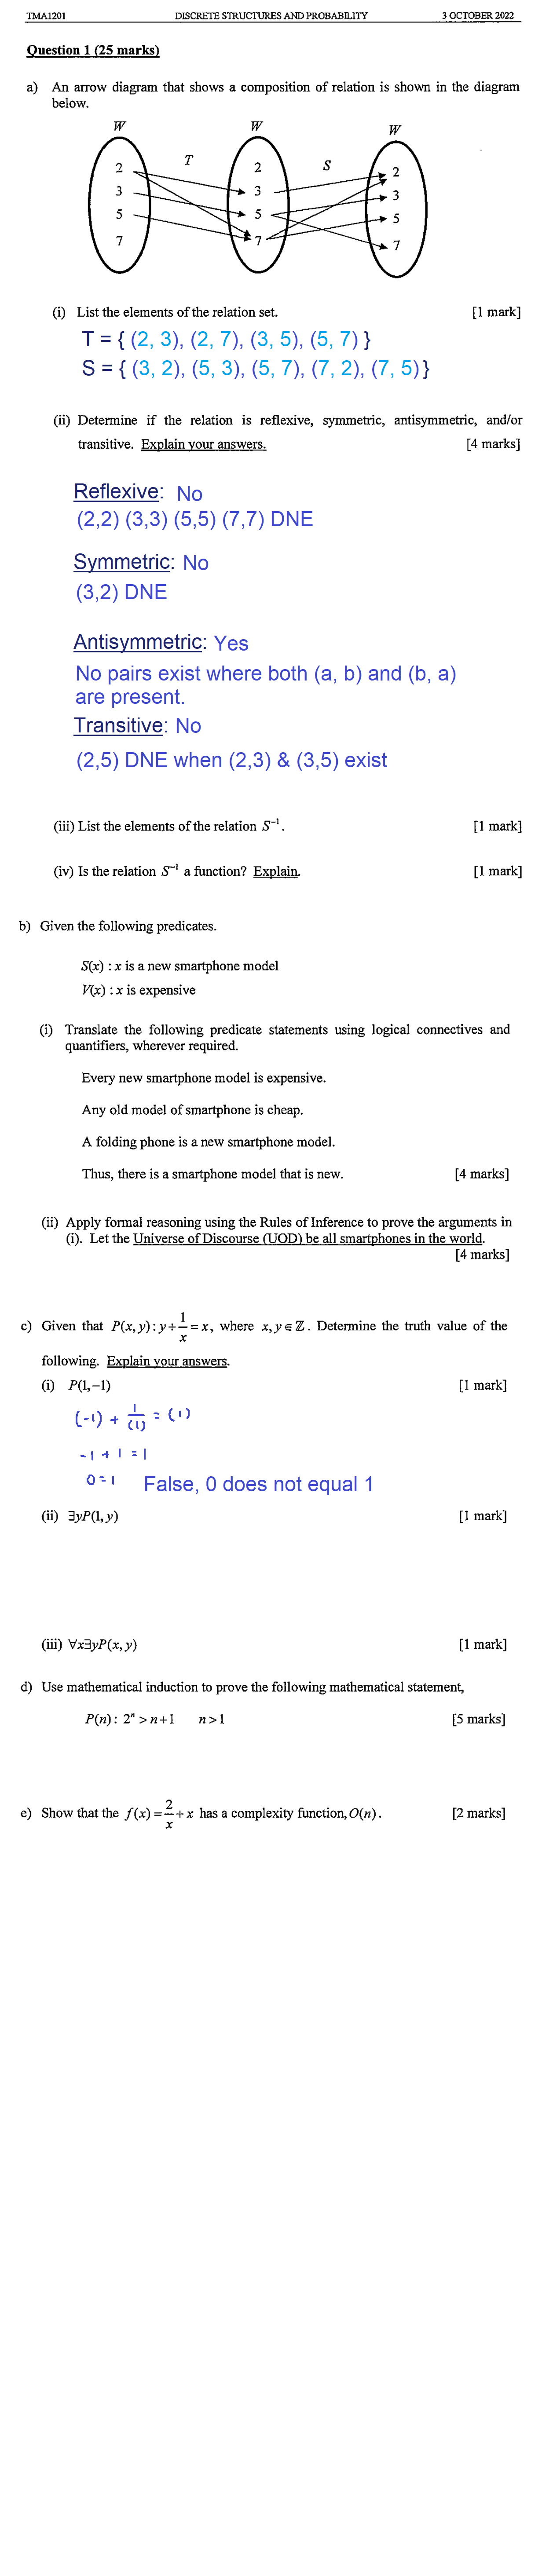 TMA1201 DISCRETE STRUCTURES AND PROBABILITY 3 OCTOBER 2022
Question 1 (25 marks)
a) An arrow diagram that shows a composition of relation is shown in the diagram
below.
W W W
T S
2 2 2
3 3 3
5 5 5
7 7 7
(i) List the elements of the relation set. [1 mark]
T = { (2, 3), (2, 7), (3, 5), (5, 7) }
S = { (3, 2), (5, 3), (5, 7), (7, 2), (7, 5)}
(ii) Determine if the relation is reflexive, symmetric, antisymmetric, and/or
transitive. Explain your answers. [4 marks]
Reflexive: No
(2,2) (3,3) (5,5) (7,7) DNE
Symmetric: No
(3,2) DNE
Antisymmetric: Yes
No pairs exist where both (a, b) and (b, a)
are present.
Transitive: No
(2,5) DNE when (2,3) & (3,5) exist
(iii) List the elements of the relation S⁻¹. [1 mark]
(iv) Is the relation S⁻¹ a function? Explain. [1 mark]
b) Given the following predicates.
S(x) : x is a new smartphone model
V(x) : x is expensive
(i) Translate the following predicate statements using logical connectives and
quantifiers, wherever required.
Every new smartphone model is expensive.
Any old model of smartphone is cheap.
A folding phone is a new smartphone model.
Thus, there is a smartphone model that is new. [4 marks]
(ii) Apply formal reasoning using the Rules of Inference to prove the arguments in
(i). Let the Universe of Discourse (UOD) be all smartphones in the world.
[4 marks]
c) Given that P(x, y): y + 1/x = x, where x, y ∈ ℤ. Determine the truth value of the
following. Explain your answers.
(i) P(1,−1) [1 mark]
(-1) + 1/(1) = (1)
-1 + 1 = 1
0 = 1 False, 0 does not equal 1
(ii) ∃yP(1, y) [1 mark]
(iii) ∀x∃yP(x, y) [1 mark]
d) Use mathematical induction to prove the following mathematical statement,
P(n): 2ⁿ > n+1 n > 1 [5 marks]
e) Show that the f(x) = 2/x + x has a complexity function, O(n). [2 marks]